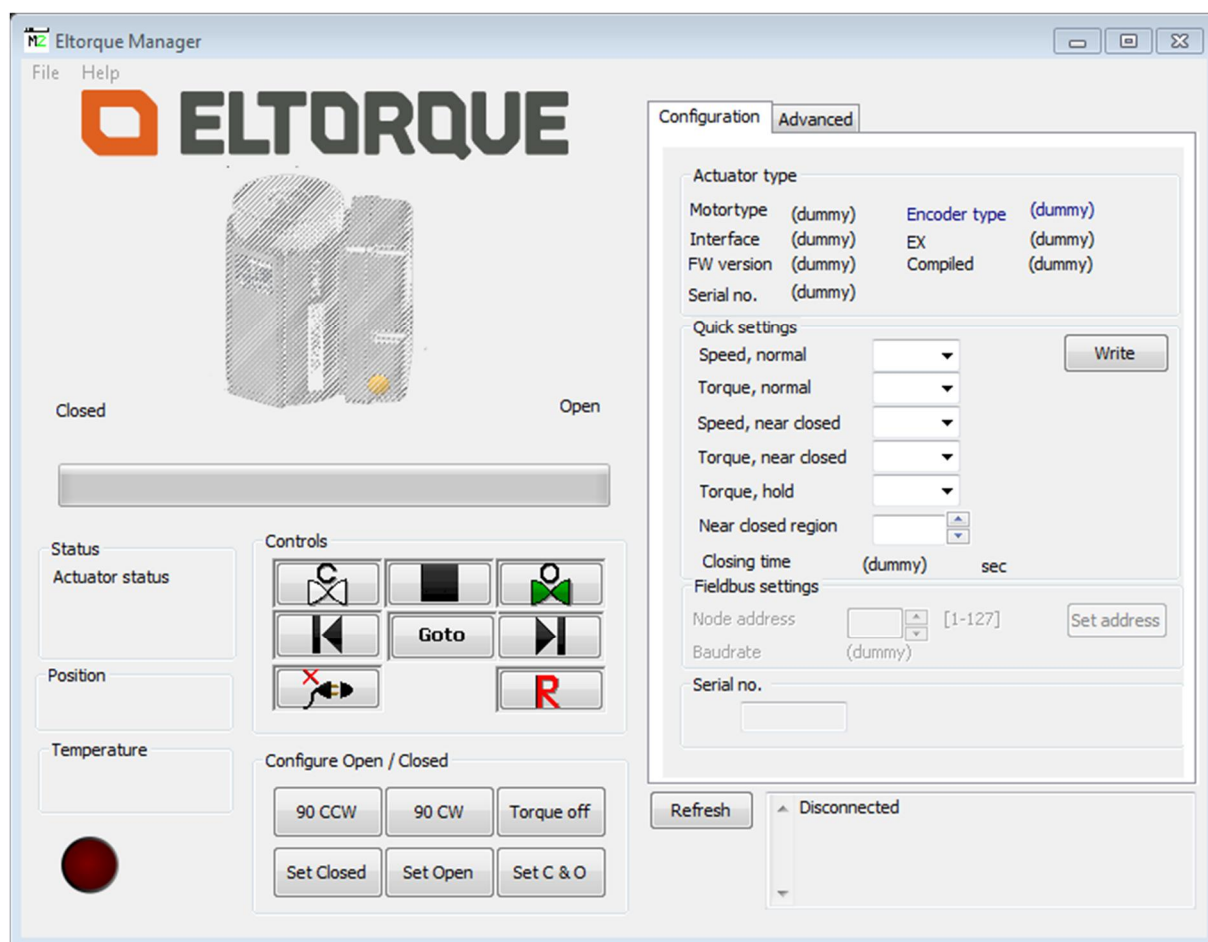 M2 Eltorque Manager
File Help
ELTORQUE
Closed
Open
Status
Actuator status
Position
Temperature
Controls
C
O
Goto
R
Configure Open / Closed
90 CCW 90 CW Torque off
Set Closed Set Open Set C & O
Configuration Advanced
Actuator type
Motortype (dummy) Encoder type (dummy)
Interface (dummy) EX (dummy)
FW version (dummy) Compiled (dummy)
Serial no. (dummy)
Quick settings
Speed, normal Write
Torque, normal
Speed, near closed
Torque, near closed
Torque, hold
Near closed region
Closing time (dummy) sec
Fieldbus settings
Node address [1-127] Set address
Baudrate (dummy)
Serial no.
Refresh Disconnected